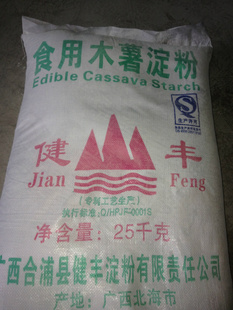 食用木薯淀粉
Edible Cassava Starch
健 丰
Jian Feng
净含量：25千克
广西合浦县健丰淀粉有限责任公司
产地：广西北海市